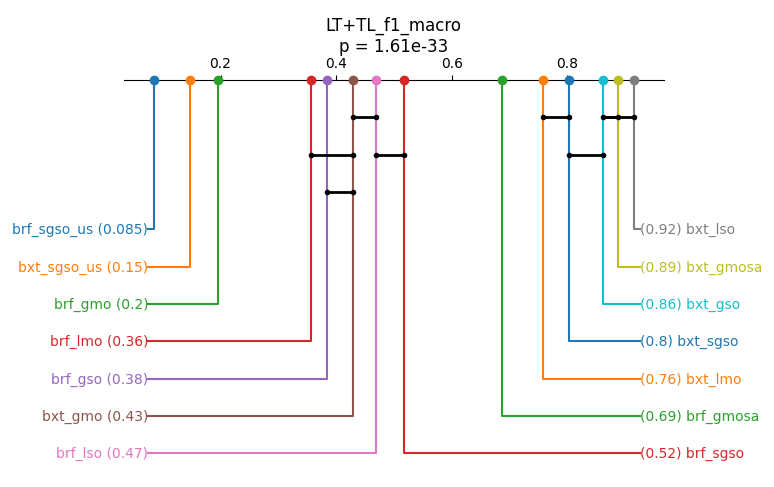 LT+TL_f1_macro
p = 1.61e-33
0.2 0.4 0.6 0.8
brf_sgso_us (0.085)
(0.92) bxt_lso
bxt_sgso_us (0.15)
(0.89) bxt_gmosa
brf_gmo (0.2)
(0.86) bxt_gso
brf_lmo (0.36)
(0.8) bxt_sgso
brf_gso (0.38)
(0.76) bxt_lmo
bxt_gmo (0.43)
(0.69) brf_gmosa
brf_lso (0.47)
(0.52) brf_sgso